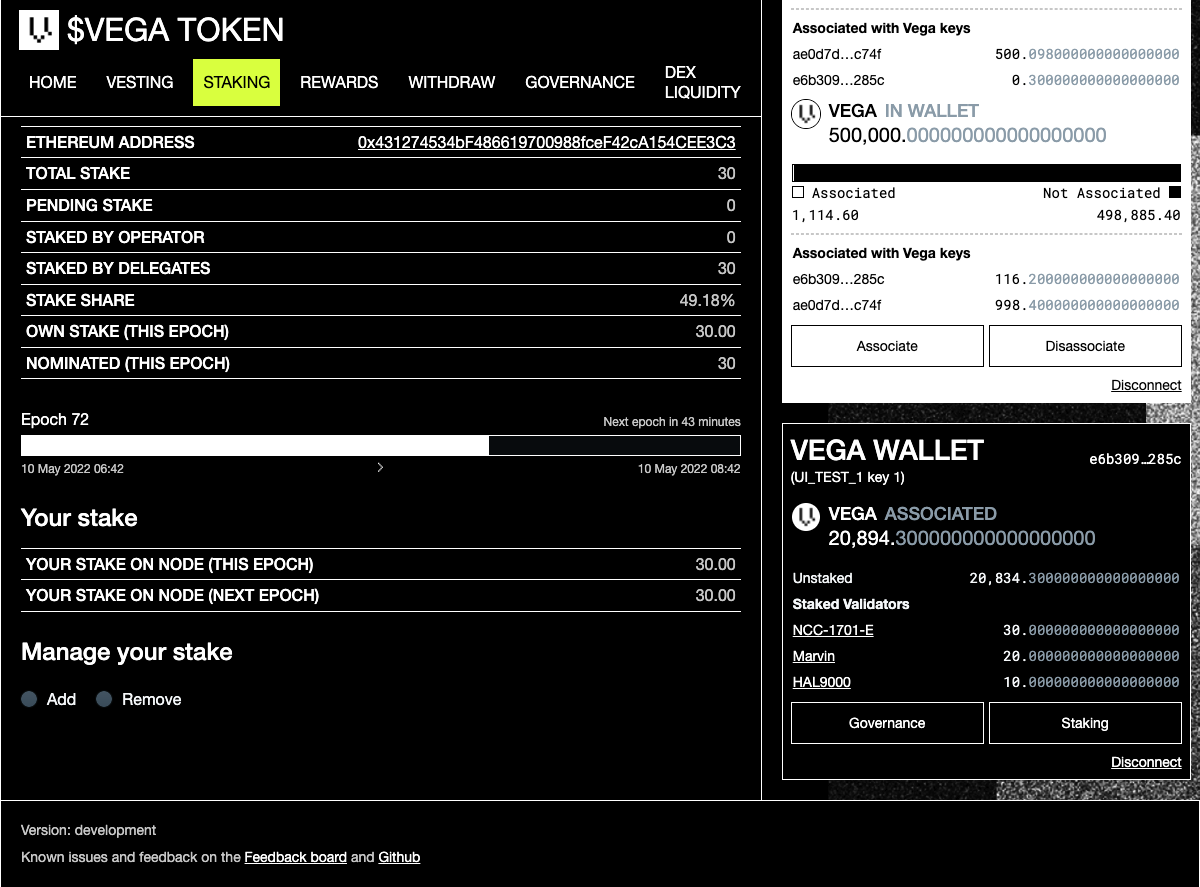 $VEGA TOKEN
HOME VESTING STAKING REWARDS WITHDRAW GOVERNANCE DEX LIQUIDITY
ETHEREUM ADDRESS 0x431274534bF486619700988fceF42cA154CEE3C3
TOTAL STAKE 30
PENDING STAKE 0
STAKED BY OPERATOR 0
STAKED BY DELEGATES 30
STAKE SHARE 49.18%
OWN STAKE (THIS EPOCH) 30.00
NOMINATED (THIS EPOCH) 30
Epoch 72 Next epoch in 43 minutes
10 May 2022 06:42 10 May 2022 08:42
Your stake
YOUR STAKE ON NODE (THIS EPOCH) 30.00
YOUR STAKE ON NODE (NEXT EPOCH) 30.00
Manage your stake
Add Remove
Associated with Vega keys
ae0d7d…c74f 500.098000000000000000
e6b309…285c 0.300000000000000000
VEGA IN WALLET
500,000.000000000000000000
Associated Not Associated
1,114.60 498,885.40
Associated with Vega keys
e6b309…285c 116.200000000000000000
ae0d7d…c74f 998.400000000000000000
Associate Disassociate
Disconnect
VEGA WALLET e6b309…285c
(UI_TEST_1 key 1)
VEGA ASSOCIATED
20,894.300000000000000000
Unstaked 20,834.300000000000000000
Staked Validators
NCC-1701-E 30.000000000000000000
Marvin 20.000000000000000000
HAL9000 10.000000000000000000
Governance Staking
Disconnect
Version: development
Known issues and feedback on the Feedback board and Github